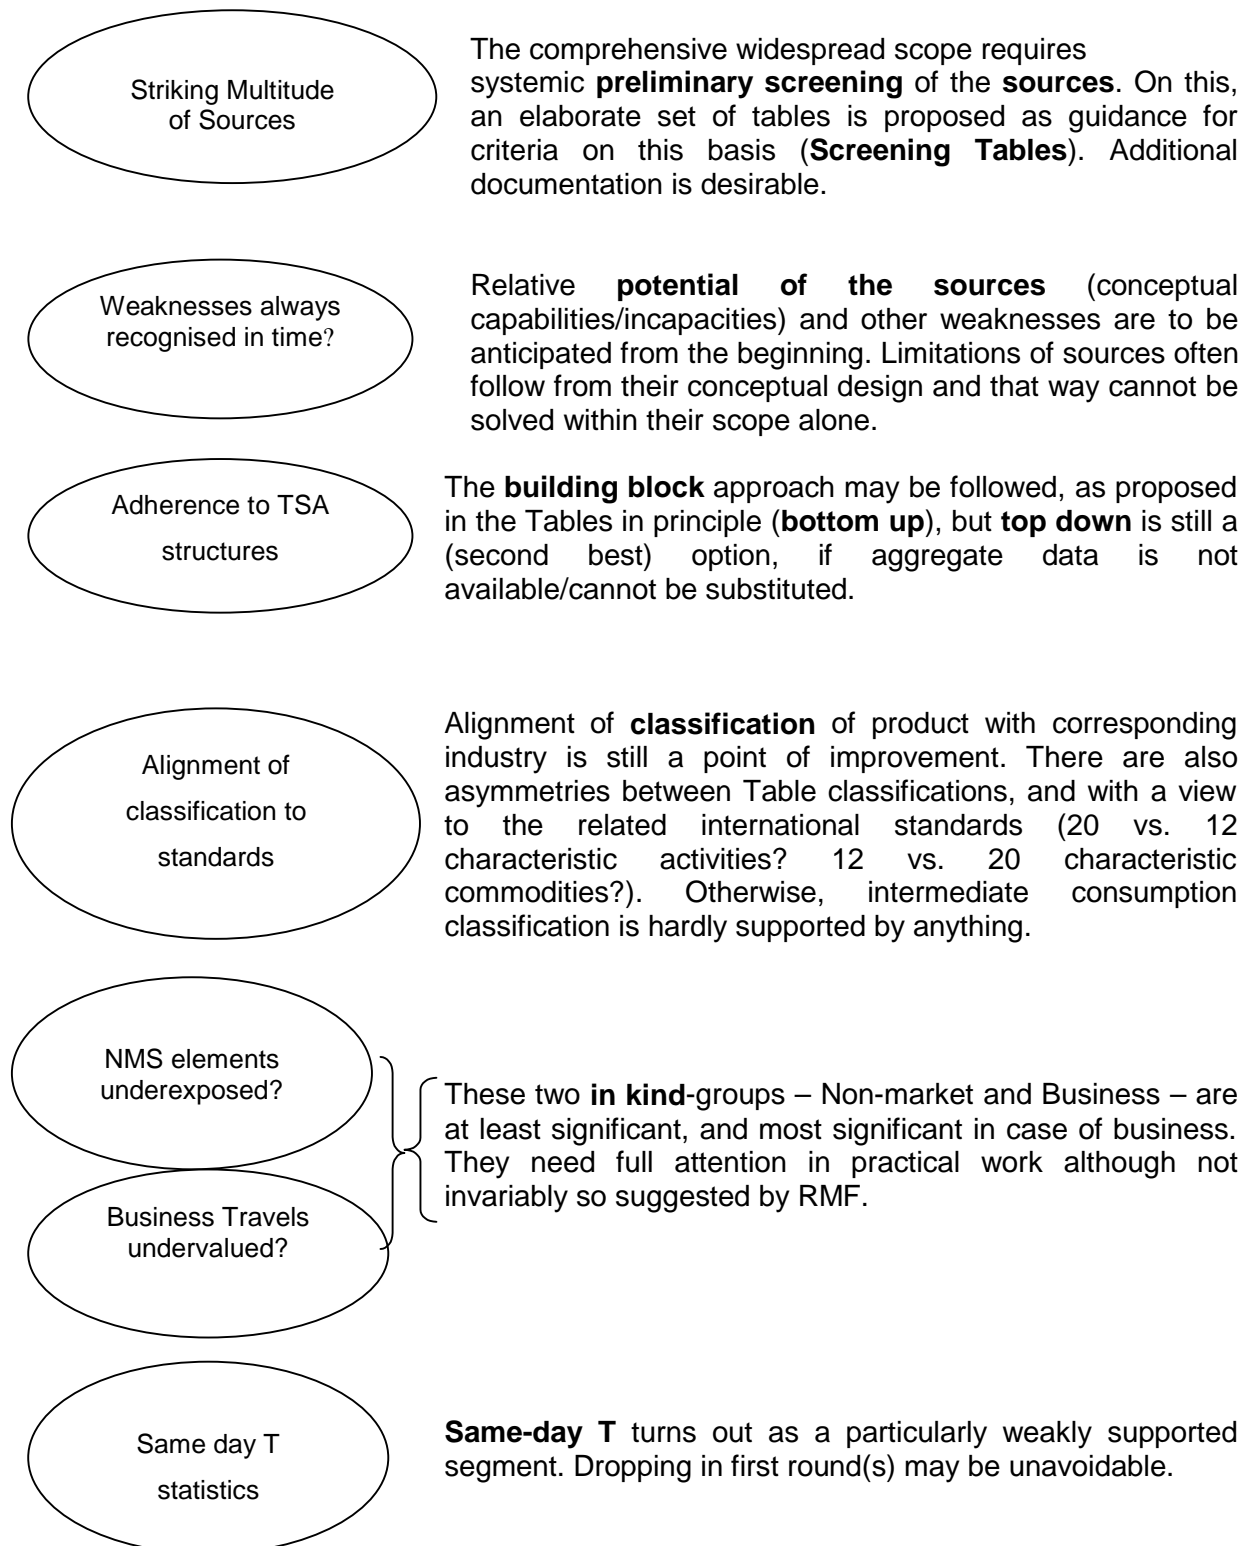 Striking Multitude
of Sources
The comprehensive widespread scope requires
systemic preliminary screening of the sources. On this,
an elaborate set of tables is proposed as guidance for
criteria on this basis (Screening Tables). Additional
documentation is desirable.
Weaknesses always
recognised in time?
Relative potential of the sources (conceptual
capabilities/incapacities) and other weaknesses are to be
anticipated from the beginning. Limitations of sources often
follow from their conceptual design and that way cannot be
solved within their scope alone.
Adherence to TSA
structures
The building block approach may be followed, as proposed
in the Tables in principle (bottom up), but top down is still a
(second best) option, if aggregate data is not
available/cannot be substituted.
Alignment of
classification to
standards
Alignment of classification of product with corresponding
industry is still a point of improvement. There are also
asymmetries between Table classifications, and with a view
to the related international standards (20 vs. 12
characteristic activities? 12 vs. 20 characteristic
commodities?). Otherwise, intermediate consumption
classification is hardly supported by anything.
NMS elements
underexposed?
Business Travels
undervalued?
These two in kind-groups – Non-market and Business – are
at least significant, and most significant in case of business.
They need full attention in practical work although not
invariably so suggested by RMF.
Same day T
statistics
Same-day T turns out as a particularly weakly supported
segment. Dropping in first round(s) may be unavoidable.